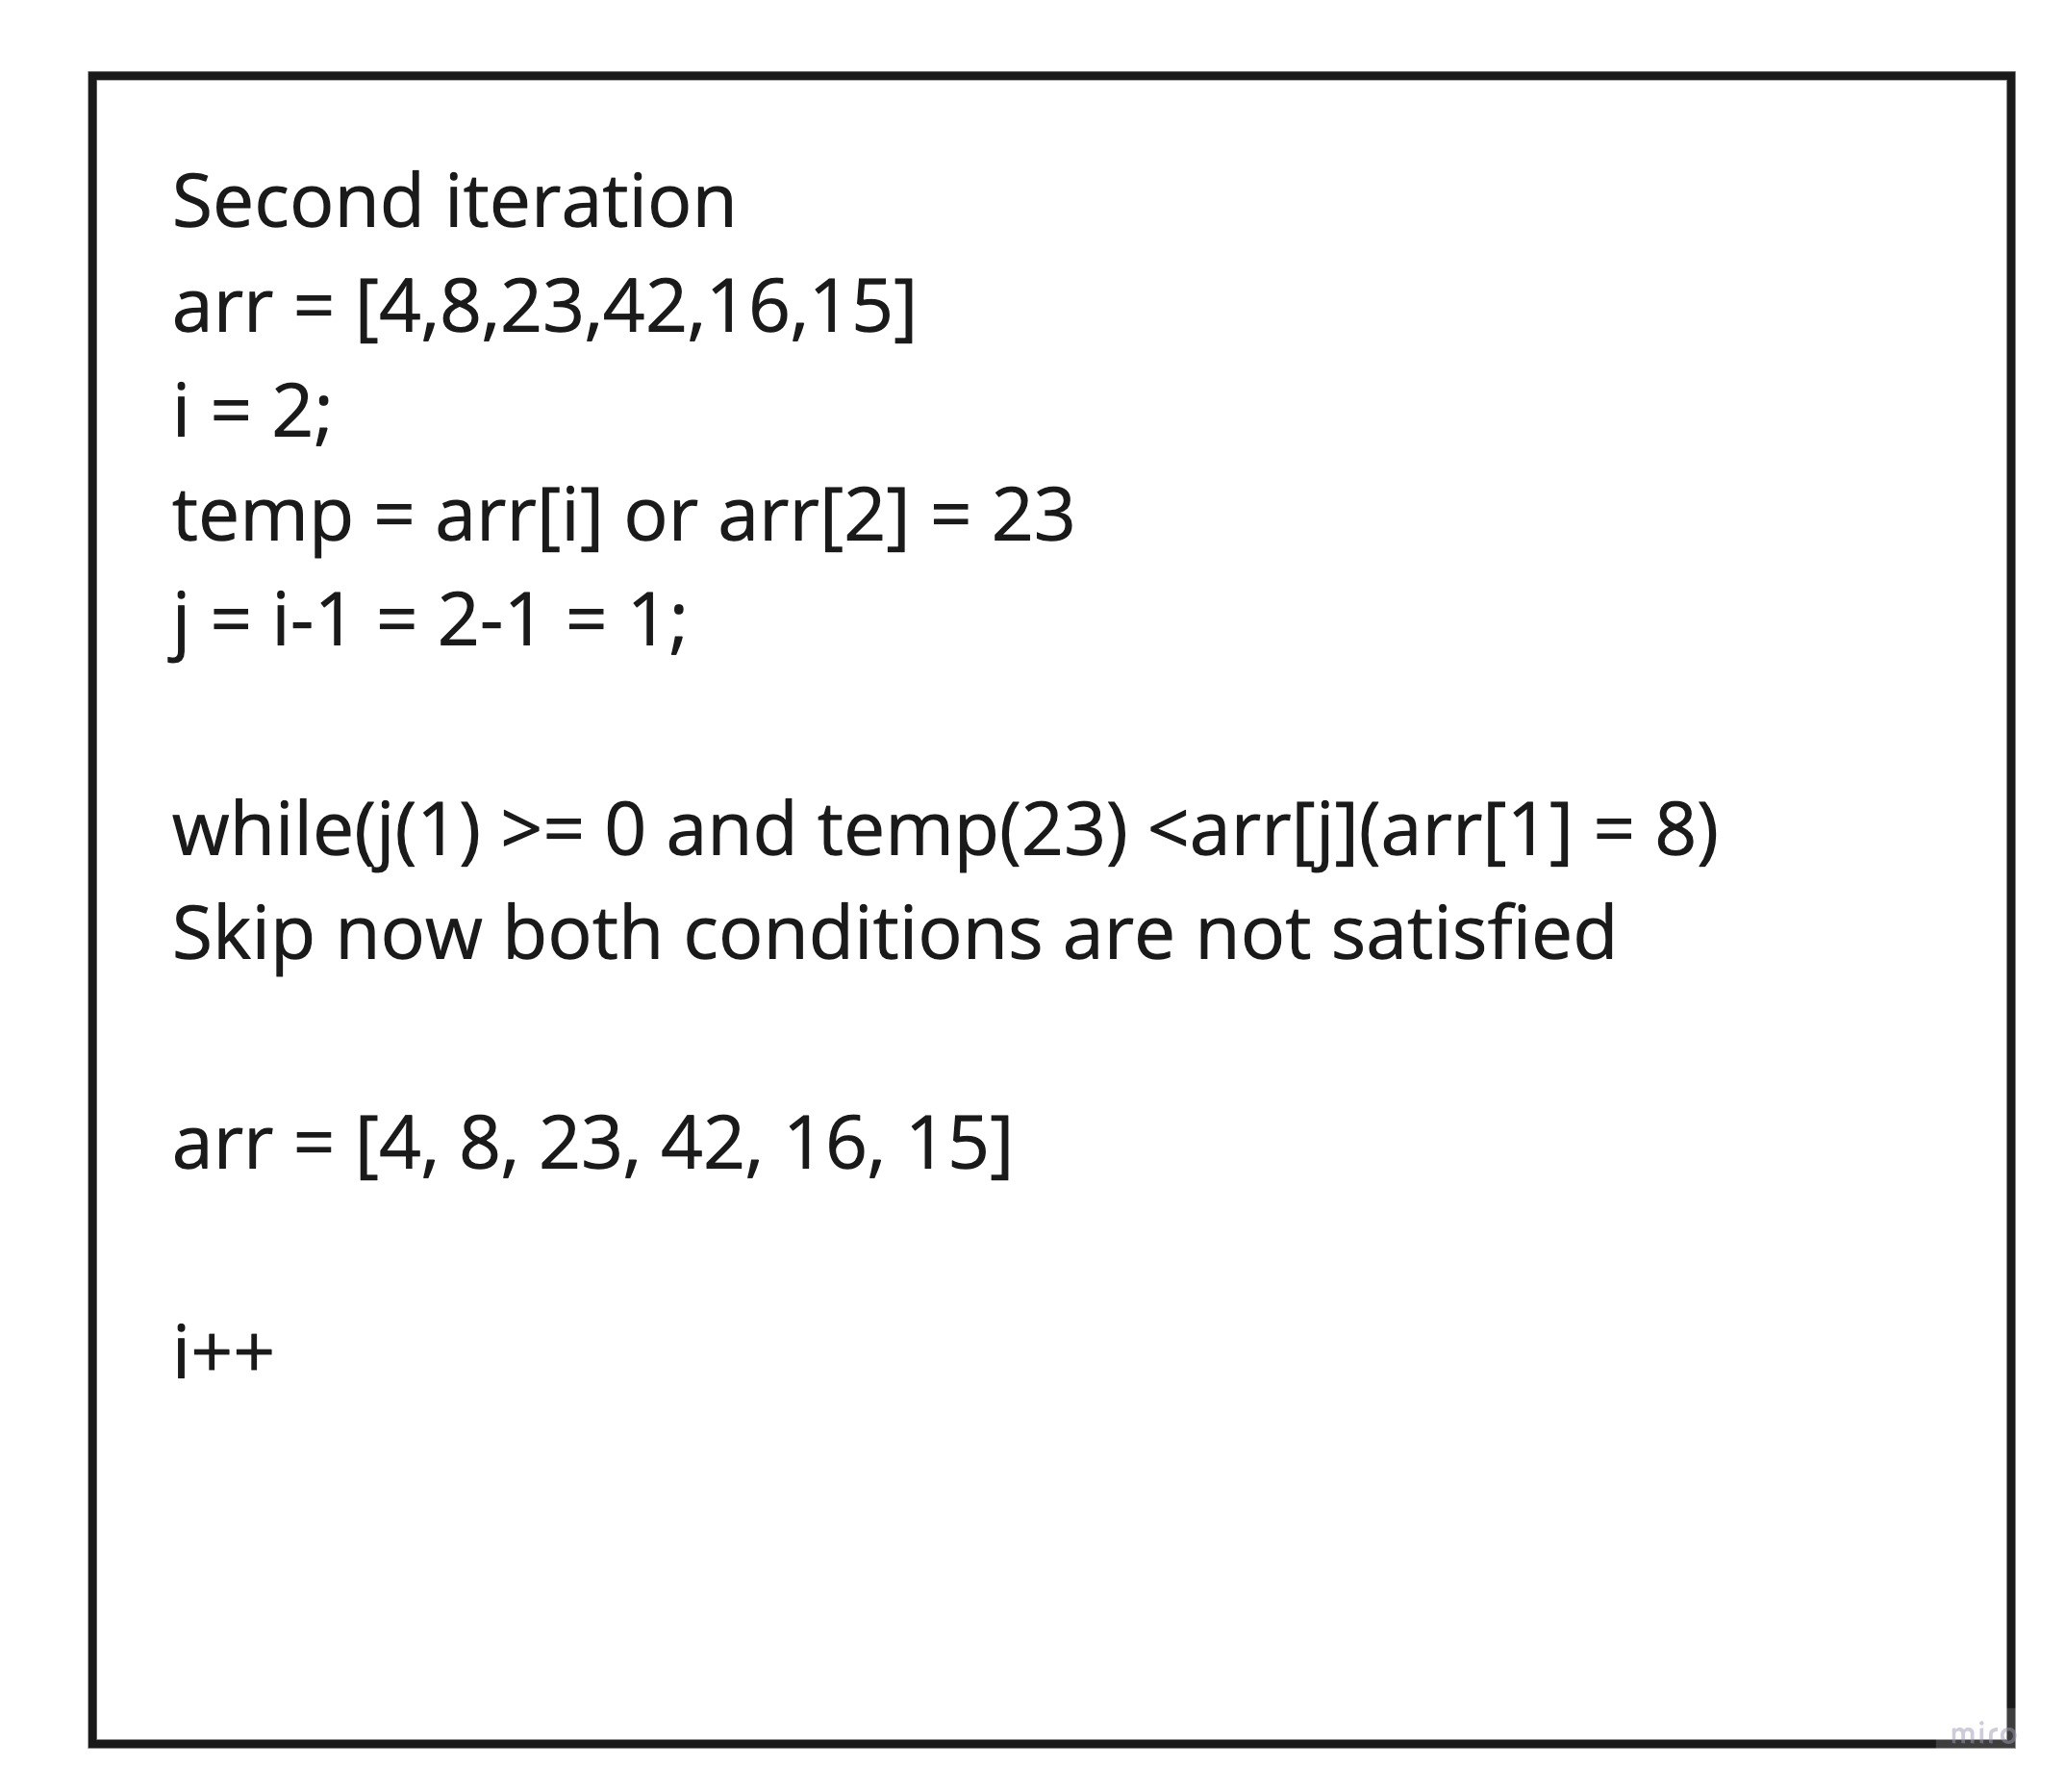 Second iteration
arr = [4,8,23,42,16,15]
i = 2;
temp = arr[i] or arr[2] = 23
j = i-1 = 2-1 = 1;
while(j(1) >= 0 and temp(23) <arr[j](arr[1] = 8)
Skip now both conditions are not satisfied
arr = [4, 8, 23, 42, 16, 15]
i++
miro